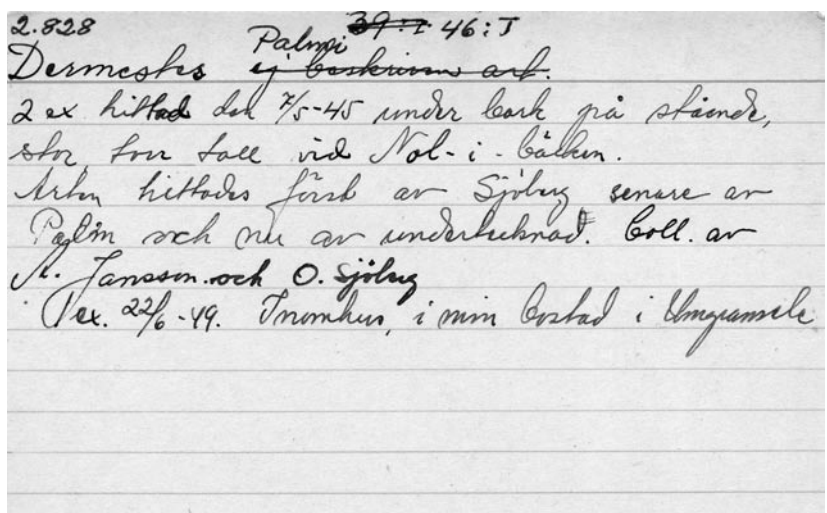 2.828 39:I 46:I
Dermestes Palmi ej beskriven art.
2 ex. hittad den 7/5-45 under bark på stående,
stor, torr tall vid Nol-i-bäcken.
Arten hittades först av Sjöberg senare av
Palm och nu av undertecknad. Coll. av
A. Jansson och O. Sjöberg
1 ex. 22/6-49. Inomhus, i min bostad i Umgransele